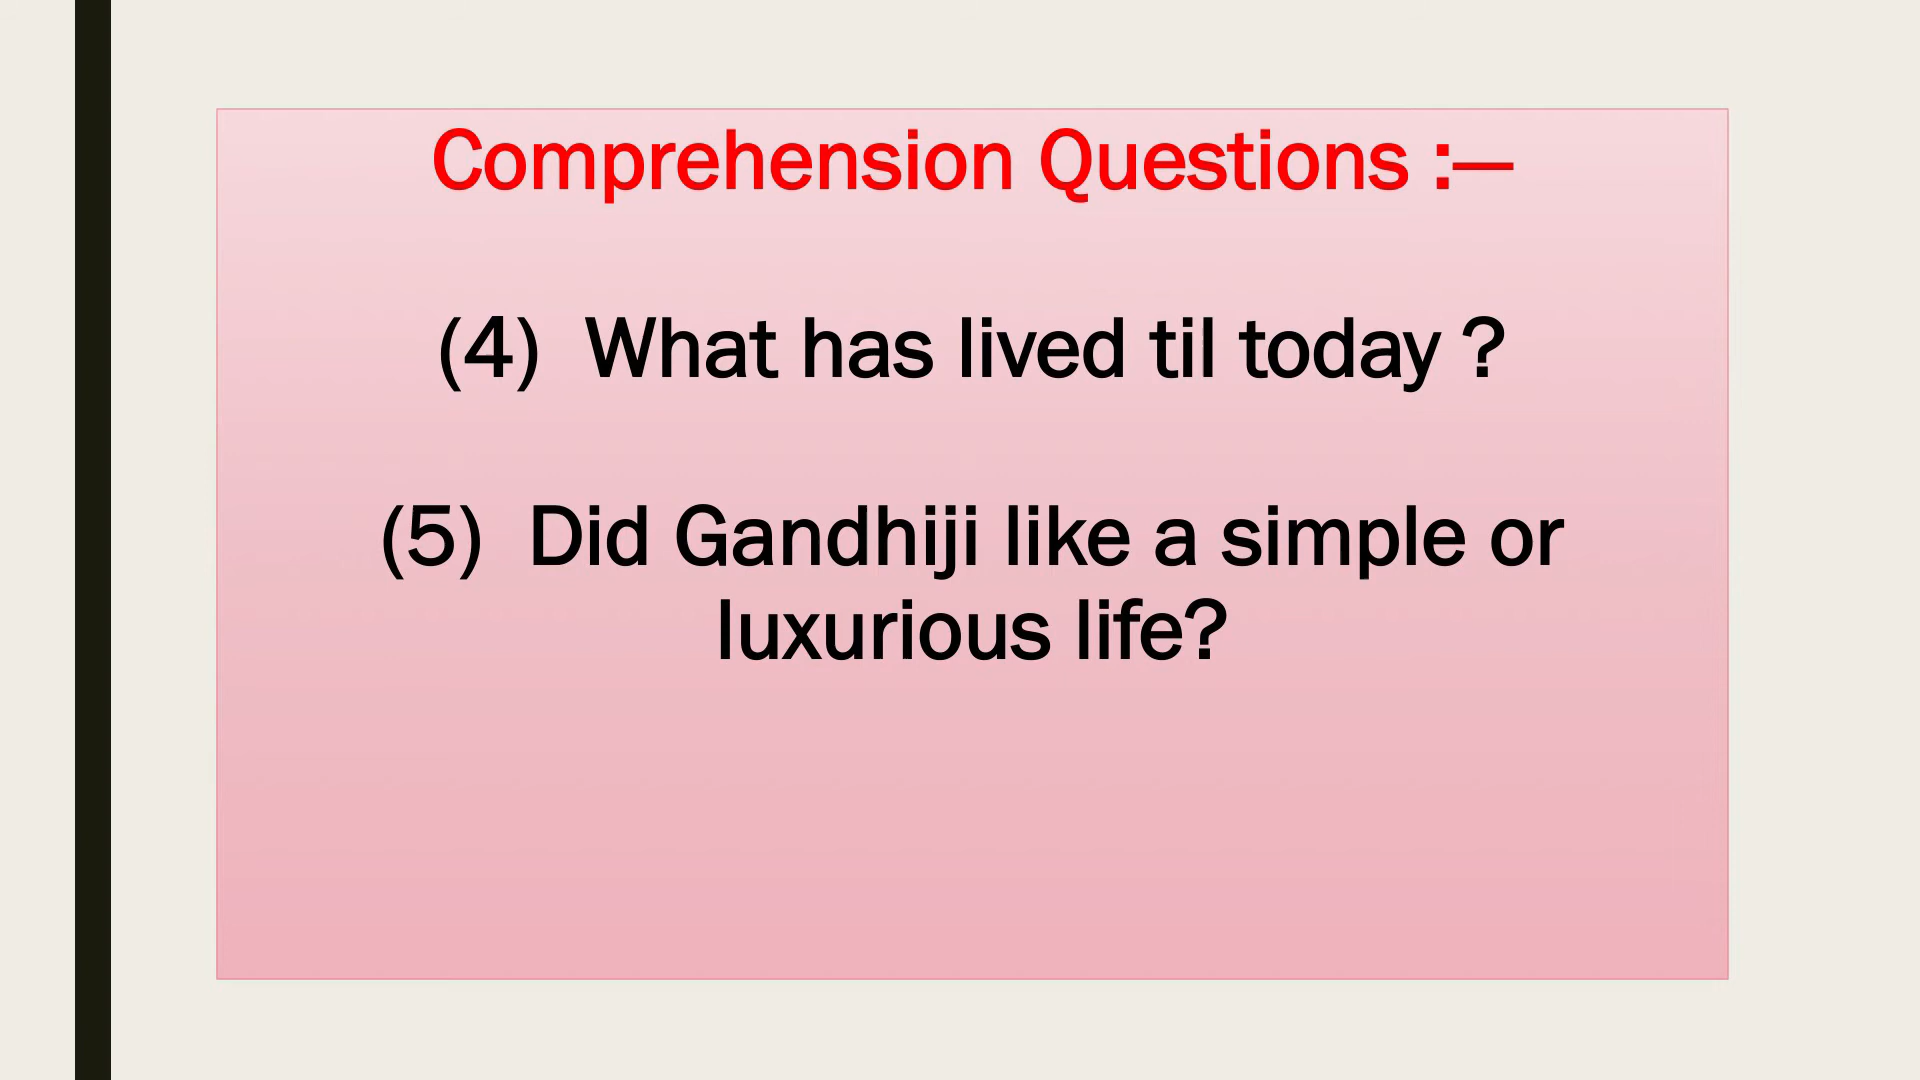 Comprehension Questions :—
(4) What has lived til today ?
(5) Did Gandhiji like a simple or
luxurious life?